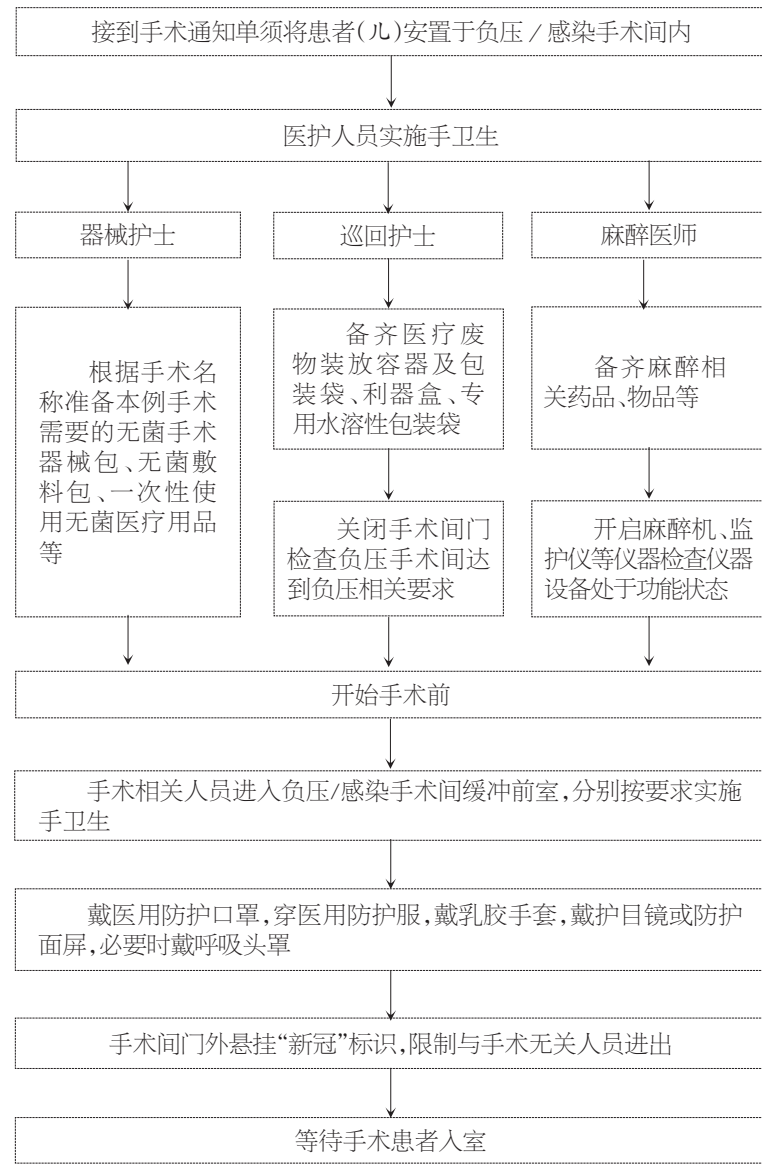 接到手术通知单须将患者(儿)安置于负压/感染手术间内
医护人员实施手卫生
器械护士
巡回护士
麻醉医师
根据手术名
称准备本例手术
需要的无菌手术
器械包、无菌敷
料包、一次性使
用无菌医疗用品
等
备齐医疗废
物装放容器及包
装袋、利器盒、专
用水溶性包装袋
备齐麻醉相
关药品、物品等
关闭手术间门
检查负压手术间达
到负压相关要求
开启麻醉机、监
护仪等仪器检查仪器
设备处于功能状态
开始手术前
手术相关人员进入负压/感染手术间缓冲前室,分别按要求实施
手卫生
戴医用防护口罩,穿医用防护服,戴乳胶手套,戴护目镜或防护
面屏,必要时戴呼吸头罩
手术间门外悬挂“新冠”标识,限制与手术无关人员进出
等待手术患者入室